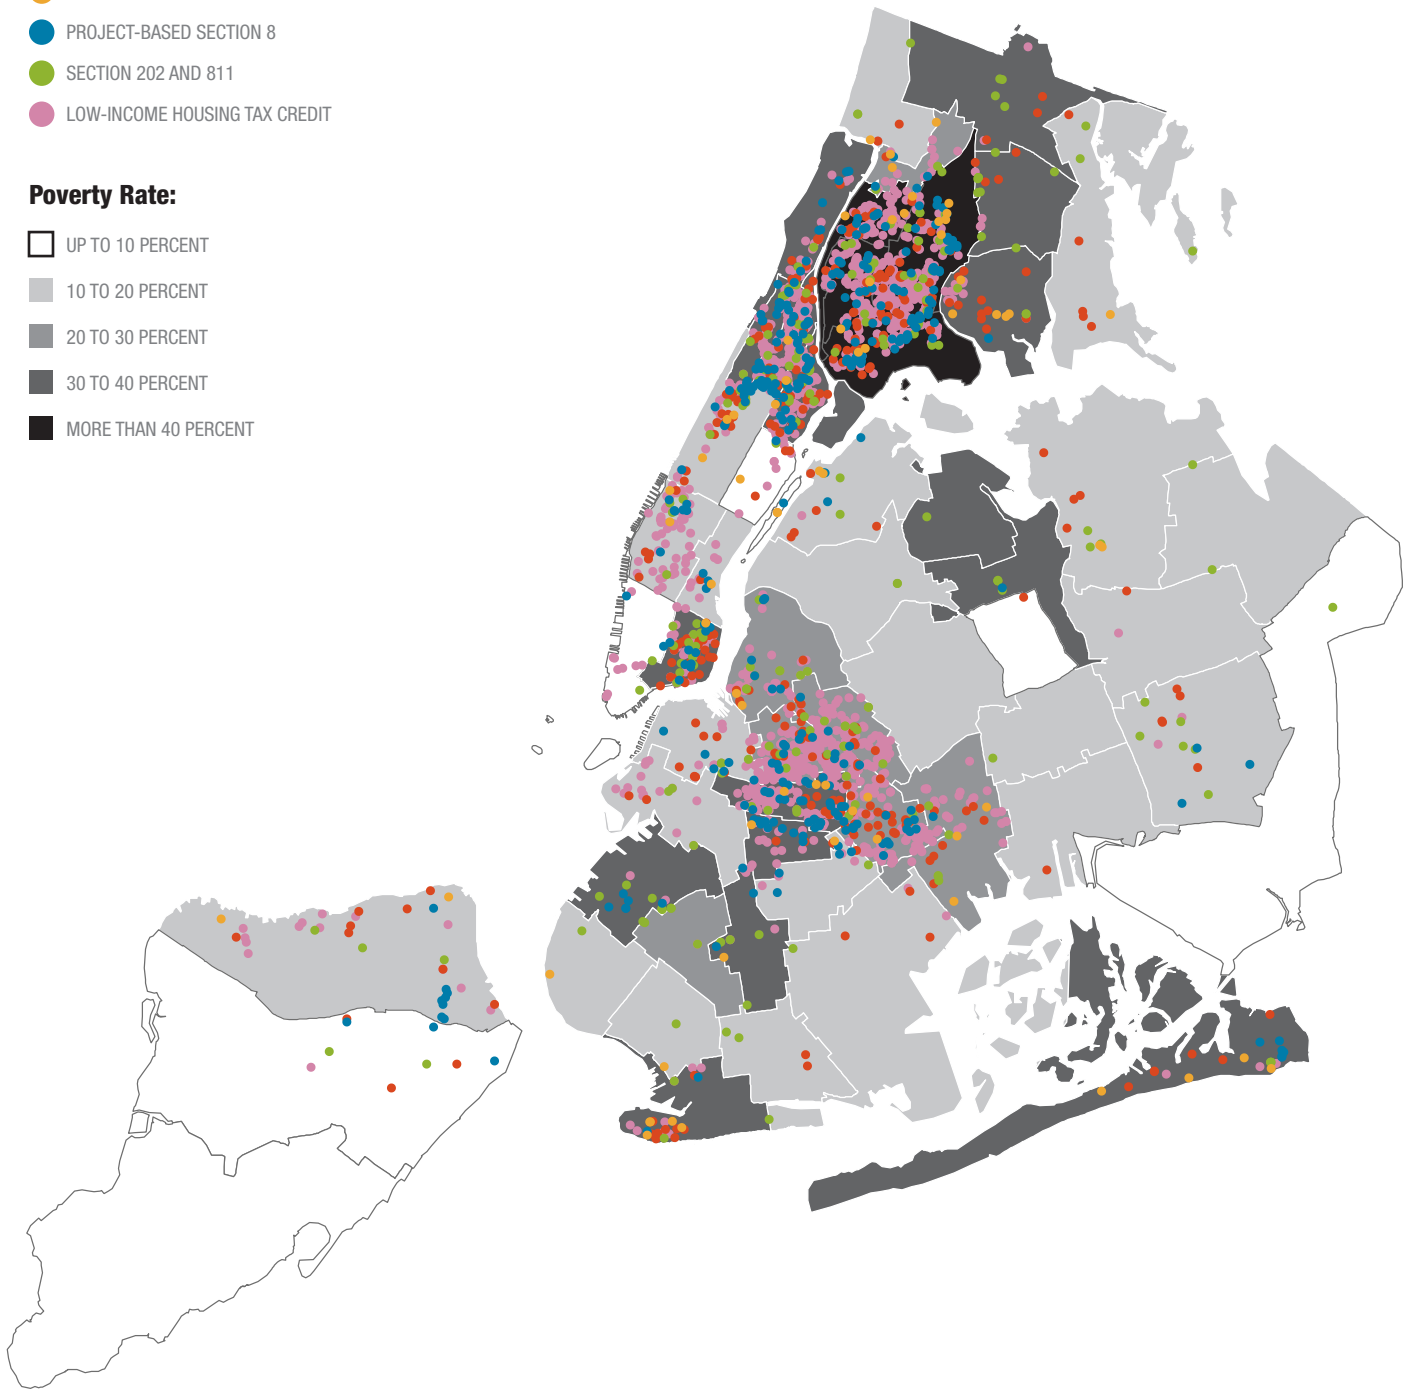 PROJECT-BASED SECTION 8
SECTION 202 AND 811
LOW-INCOME HOUSING TAX CREDIT
Poverty Rate:
UP TO 10 PERCENT
10 TO 20 PERCENT
20 TO 30 PERCENT
30 TO 40 PERCENT
MORE THAN 40 PERCENT